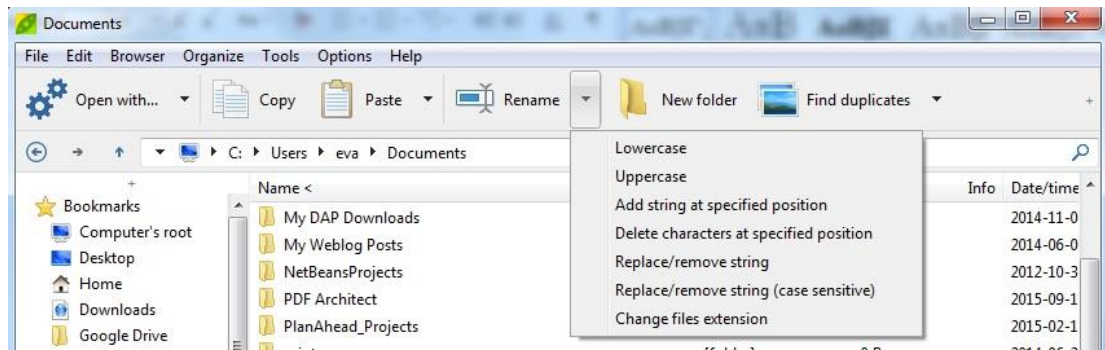 Documents
File Edit Browser Organize Tools Options Help
Open with... Copy Paste Rename New folder Find duplicates +
C: Users eva Documents
+
Bookmarks
Computer's root
Desktop
Home
Downloads
Google Drive
Name < Info Date/time
My DAP Downloads 2014-11-0
My Weblog Posts 2014-06-0
NetBeansProjects 2012-10-3
PDF Architect 2015-09-1
PlanAhead_Projects 2015-02-1
Lowercase
Uppercase
Add string at specified position
Delete characters at specified position
Replace/remove string
Replace/remove string (case sensitive)
Change files extension